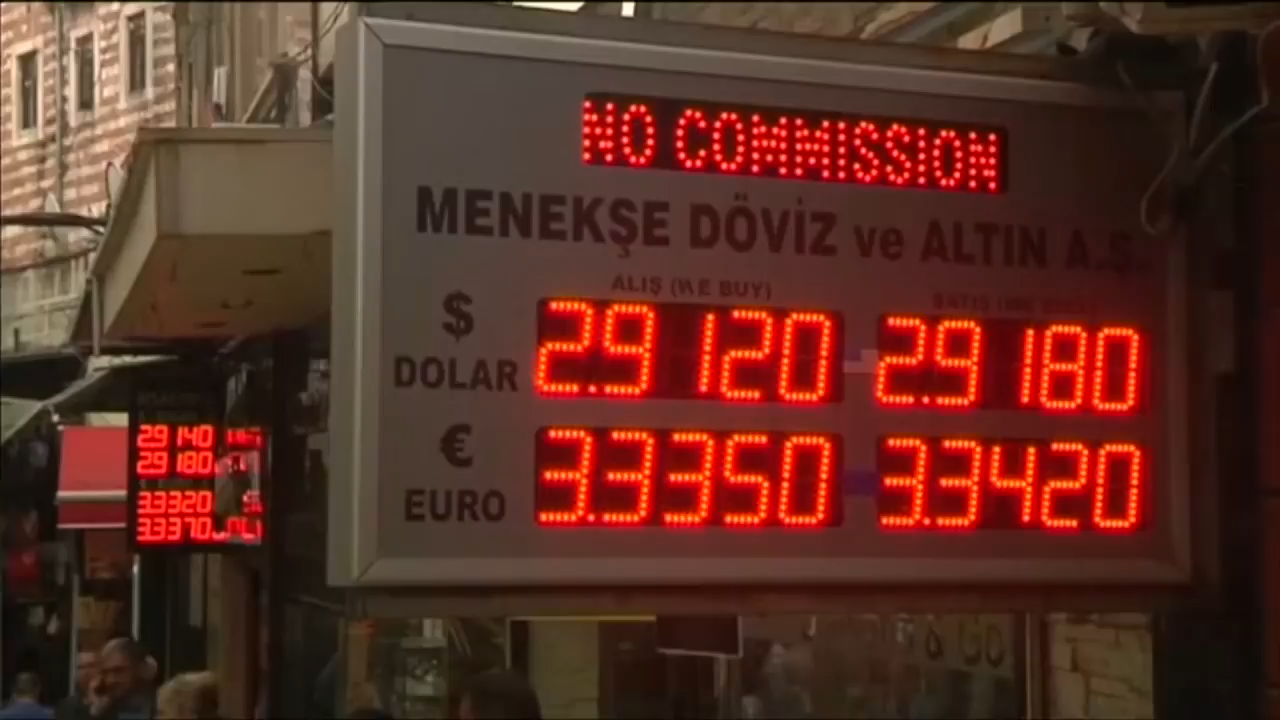 NO COMMISSION
MENEKŞE DÖVİZ ve ALTIN A.Ş.
ALIŞ (WE BUY)
$ DOLAR 2.9120 2.9180
€ EURO 3.3350 3.3420
2.9140
2.9180
3.3320
3.3370